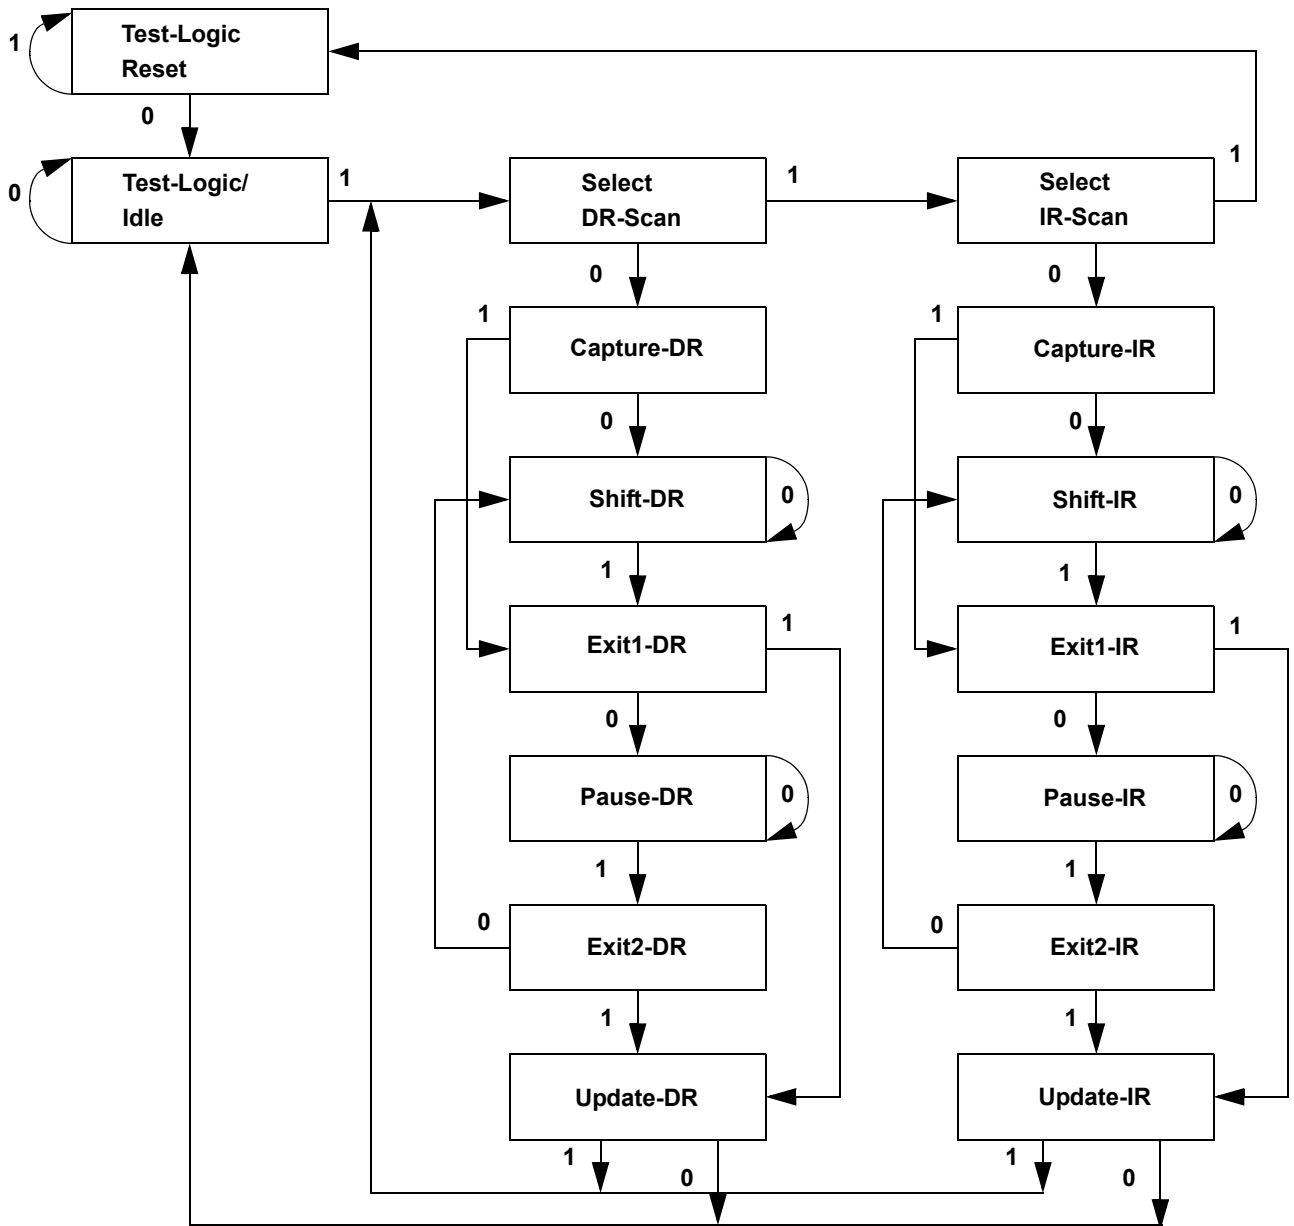 Test-Logic
Reset
1
0
Test-Logic/
Idle
0
1
Select
DR-Scan
1
Select
IR-Scan
1
0
0
1
Capture-DR
1
Capture-IR
0
0
Shift-DR
0
Shift-IR
0
1
1
Exit1-DR
1
Exit1-IR
1
0
0
Pause-DR
0
Pause-IR
0
1
1
0
Exit2-DR
0
Exit2-IR
1
1
Update-DR
Update-IR
1
0
1
0